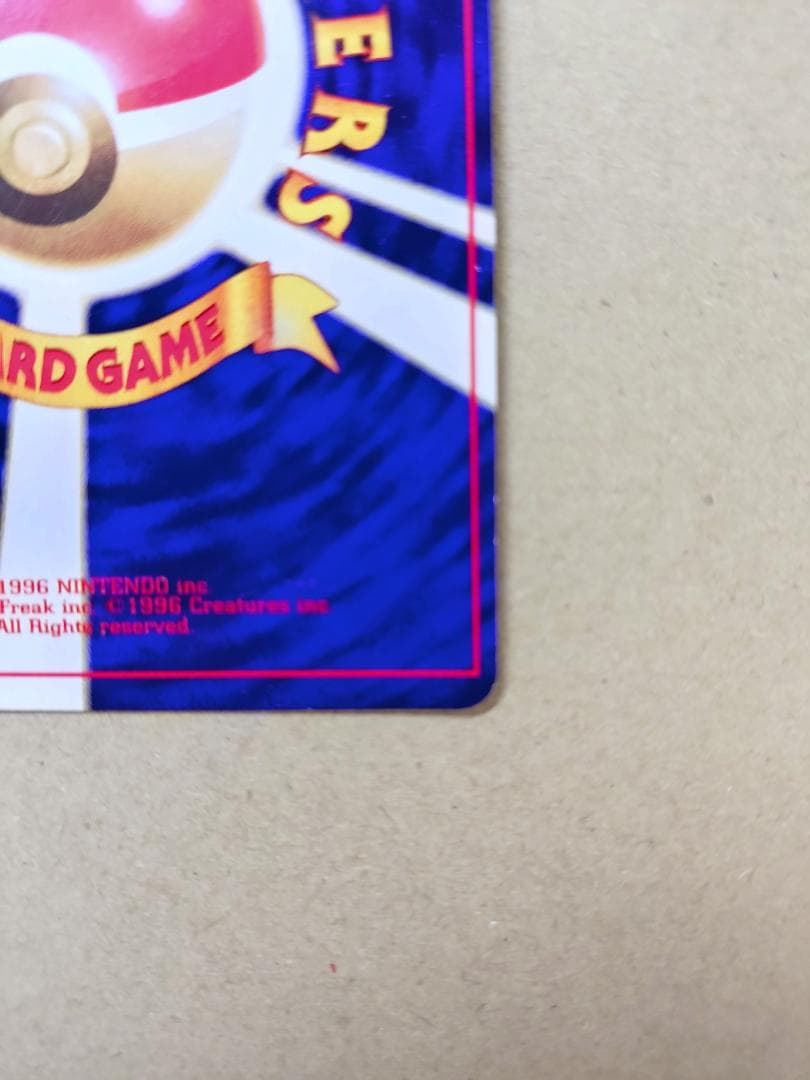 ERS
ARD GAME
1996 NINTENDO inc.
Freak inc. ©1996 Creatures inc.
All Rights reserved.